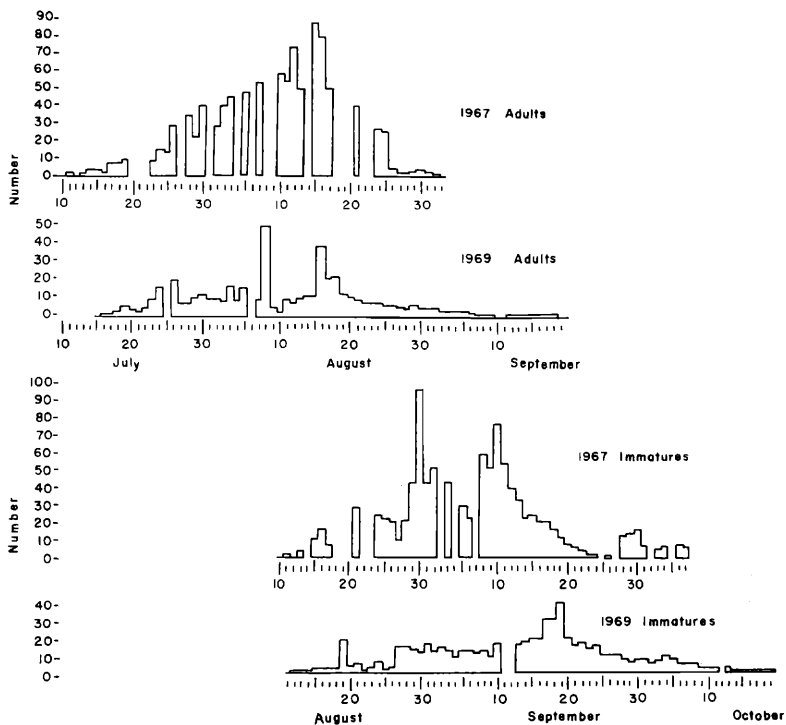 90-
80-
70-
60-
50-
40-
30-
20-
10-
0-
Number
1967 Adults
10 20 30 10 20 30
50-
40-
30-
20-
10-
0-
1969 Adults
10 20 30 10 20 30 10
July August September
100-
90-
80-
70-
60-
50-
40-
30-
20-
10-
0-
Number
1967 Immatures
10 20 30 10 20 30
40-
30-
20-
10-
0-
1969 Immatures
20 30 10 20 30 10
August September October